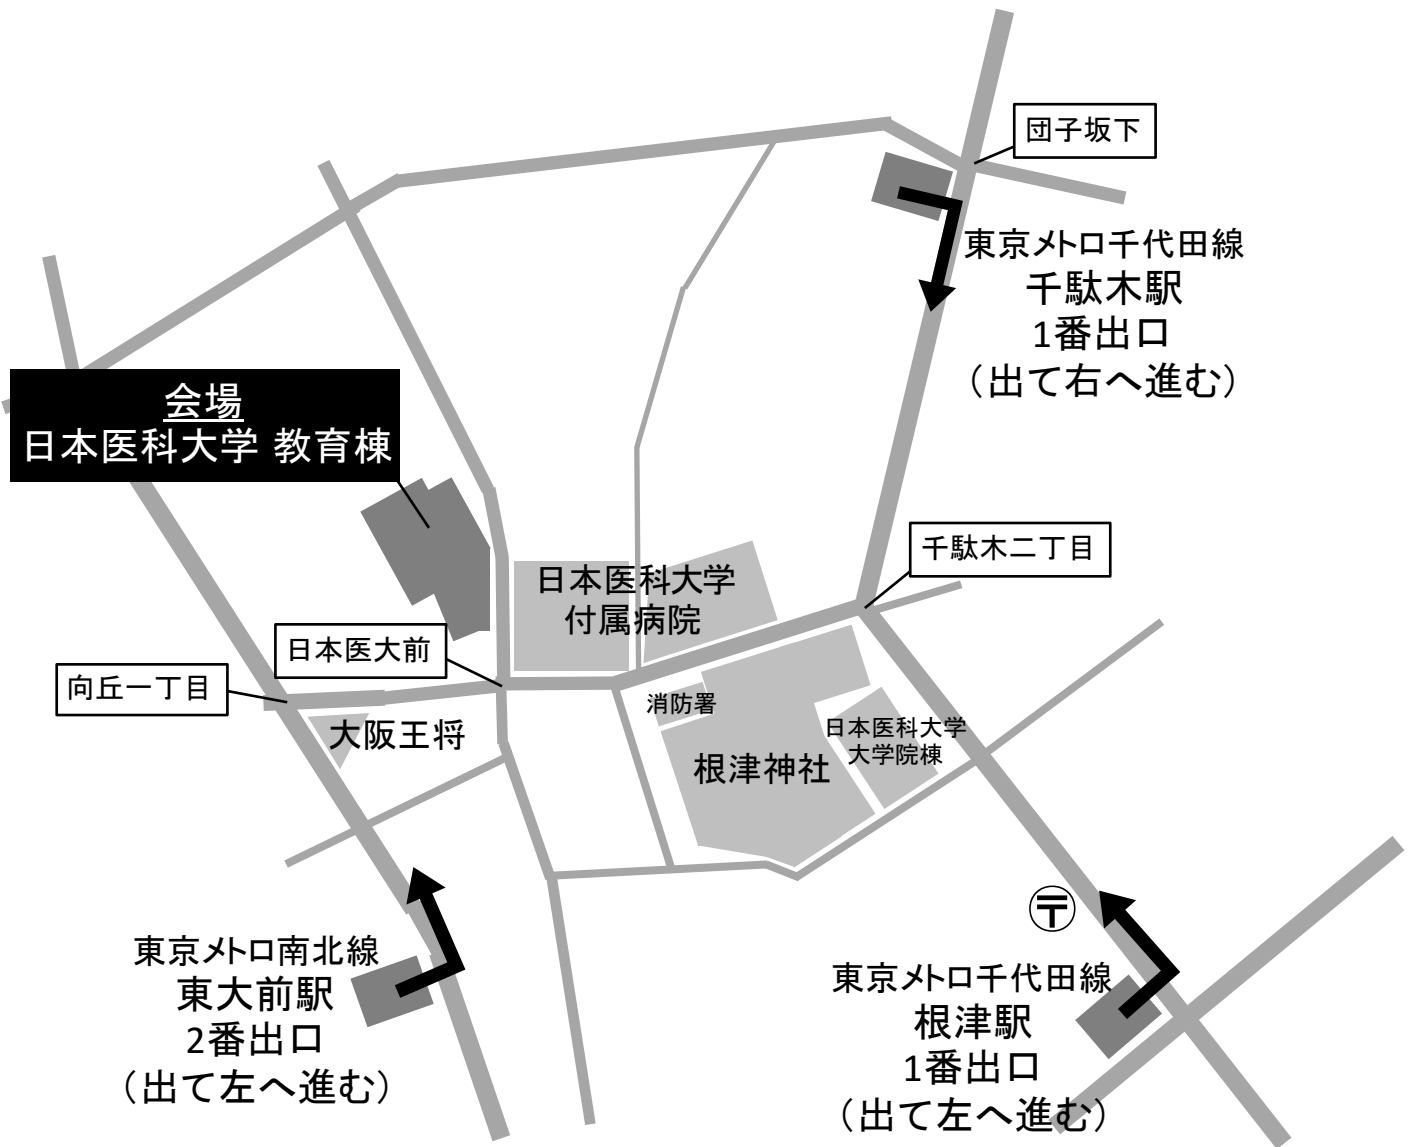 団子坂下
東京メトロ千代田線
千駄木駅
1番出口
（出て右へ進む）
会場
日本医科大学 教育棟
千駄木二丁目
日本医科大学
付属病院
日本医大前
向丘一丁目
消防署
大阪王将
日本医科大学
大学院棟
根津神社
〒
東京メトロ南北線
東大前駅
2番出口
（出て左へ進む）
東京メトロ千代田線
根津駅
1番出口
（出て左へ進む）